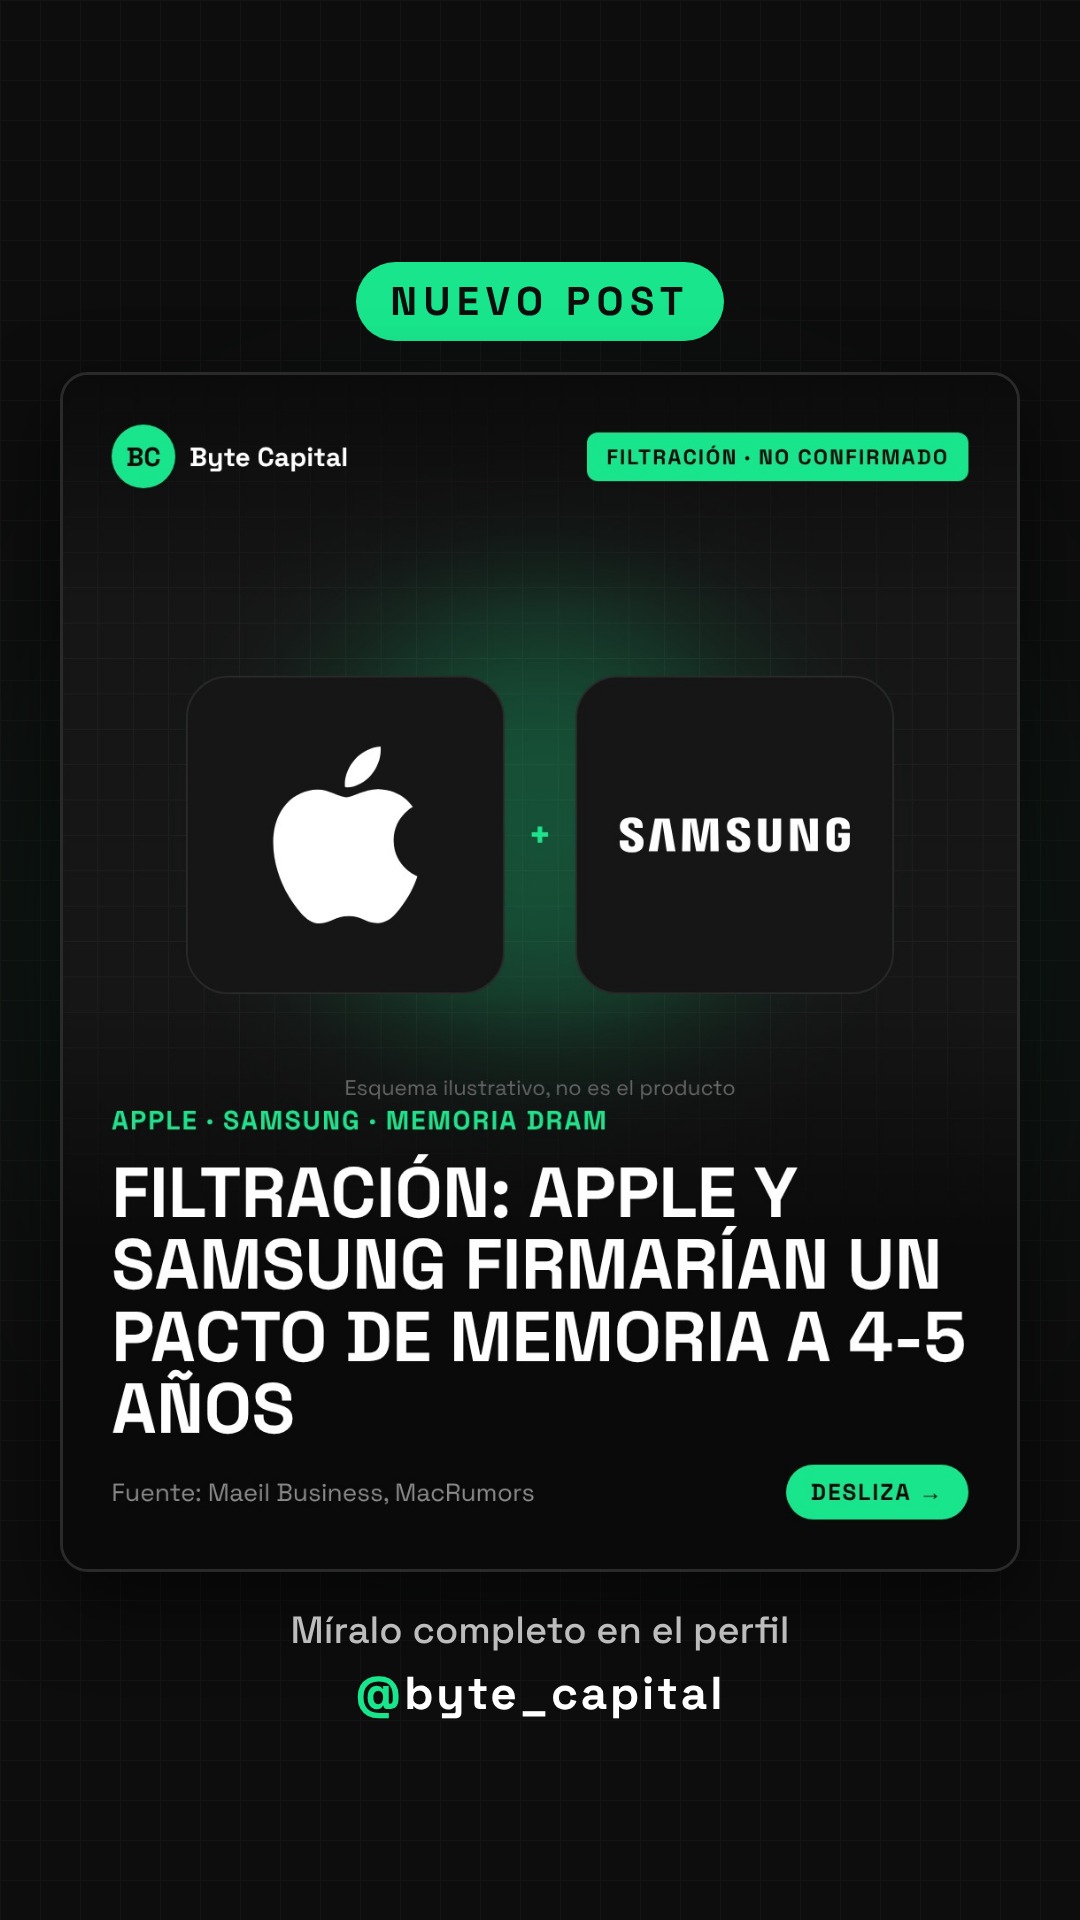 NUEVO POST
BC
Byte Capital
FILTRACIÓN · NO CONFIRMADO
+
SAMSUNG
Esquema ilustrativo, no es el producto
APPLE · SAMSUNG · MEMORIA DRAM
FILTRACIÓN: APPLE Y
SAMSUNG FIRMARÍAN UN
PACTO DE MEMORIA A 4-5
AÑOS
Fuente: Maeil Business, MacRumors
DESLIZA →
Míralo completo en el perfil
@byte_capital